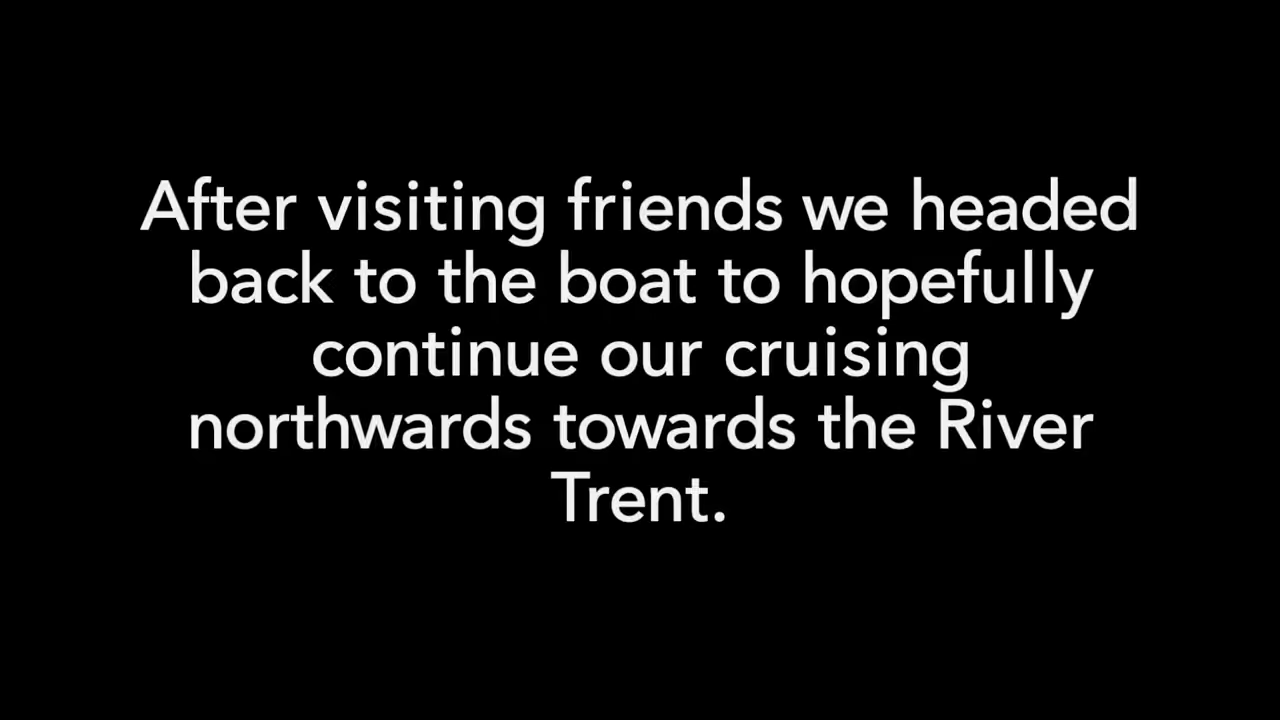 After visiting friends we headed
back to the boat to hopefully
continue our cruising
northwards towards the River
Trent.